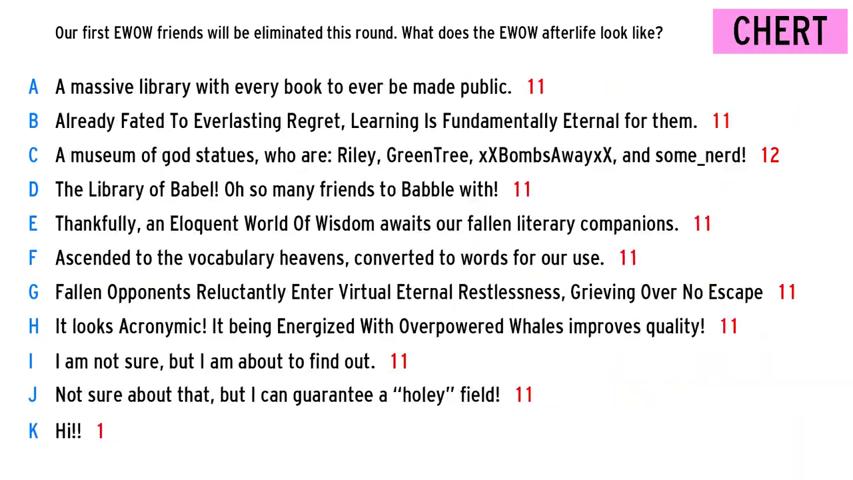 Our first EWOW friends will be eliminated this round. What does the EWOW afterlife look like?
CHERT
A A massive library with every book to ever be made public. 11
B Already Fated To Everlasting Regret, Learning Is Fundamentally Eternal for them. 11
C A museum of god statues, who are: Riley, GreenTree, xXBombsAwayxX, and some_nerd! 12
D The Library of Babel! Oh so many friends to Babble with! 11
E Thankfully, an Eloquent World Of Wisdom awaits our fallen literary companions. 11
F Ascended to the vocabulary heavens, converted to words for our use. 11
G Fallen Opponents Reluctantly Enter Virtual Eternal Restlessness, Grieving Over No Escape 11
H It looks Acronymic! It being Energized With Overpowered Whales improves quality! 11
I I am not sure, but I am about to find out. 11
J Not sure about that, but I can guarantee a “holey” field! 11
K Hi!! 1